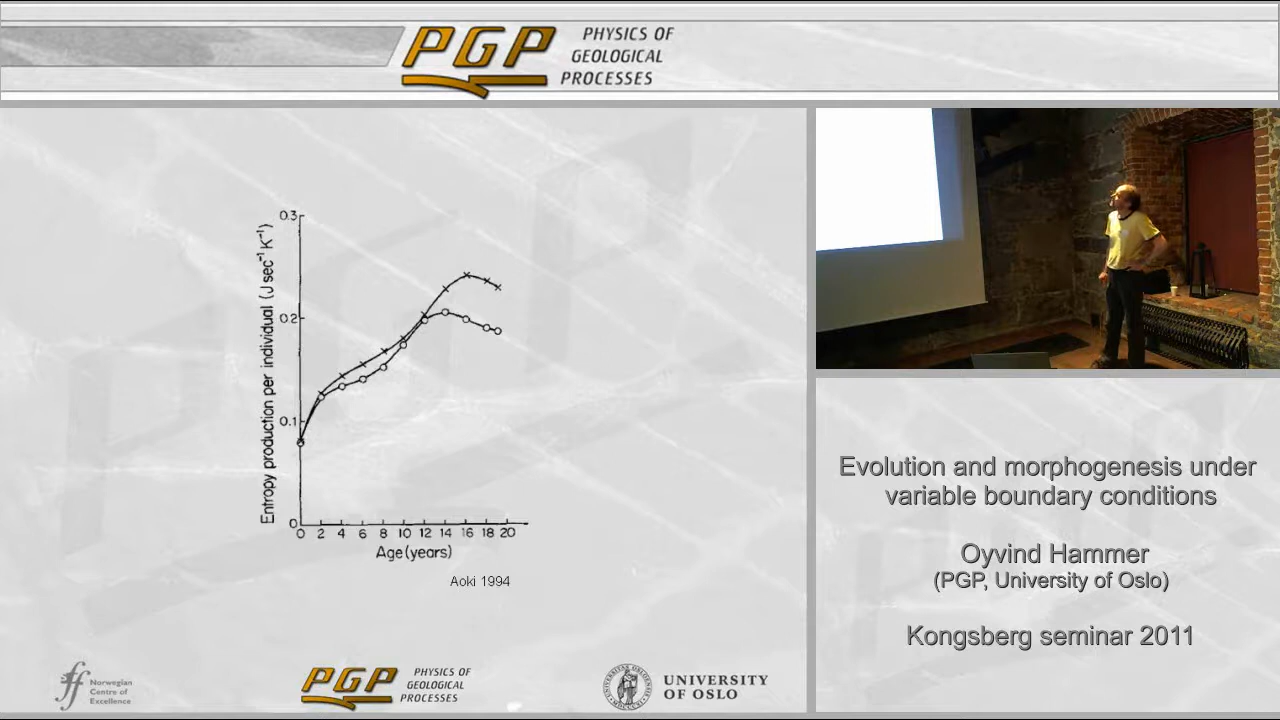 PGP PHYSICS OF
GEOLOGICAL
PROCESSES
Entropy production per individual (J sec⁻¹ K⁻¹)
0.3
0.2
0.1
0
0 2 4 6 8 10 12 14 16 18 20
Age (years)
Aoki 1994
Evolution and morphogenesis under
variable boundary conditions
Oyvind Hammer
(PGP, University of Oslo)
Kongsberg seminar 2011
Norwegian
Centre of
Excellence
PGP PHYSICS OF
GEOLOGICAL
PROCESSES
UNIVERSITY
OF OSLO